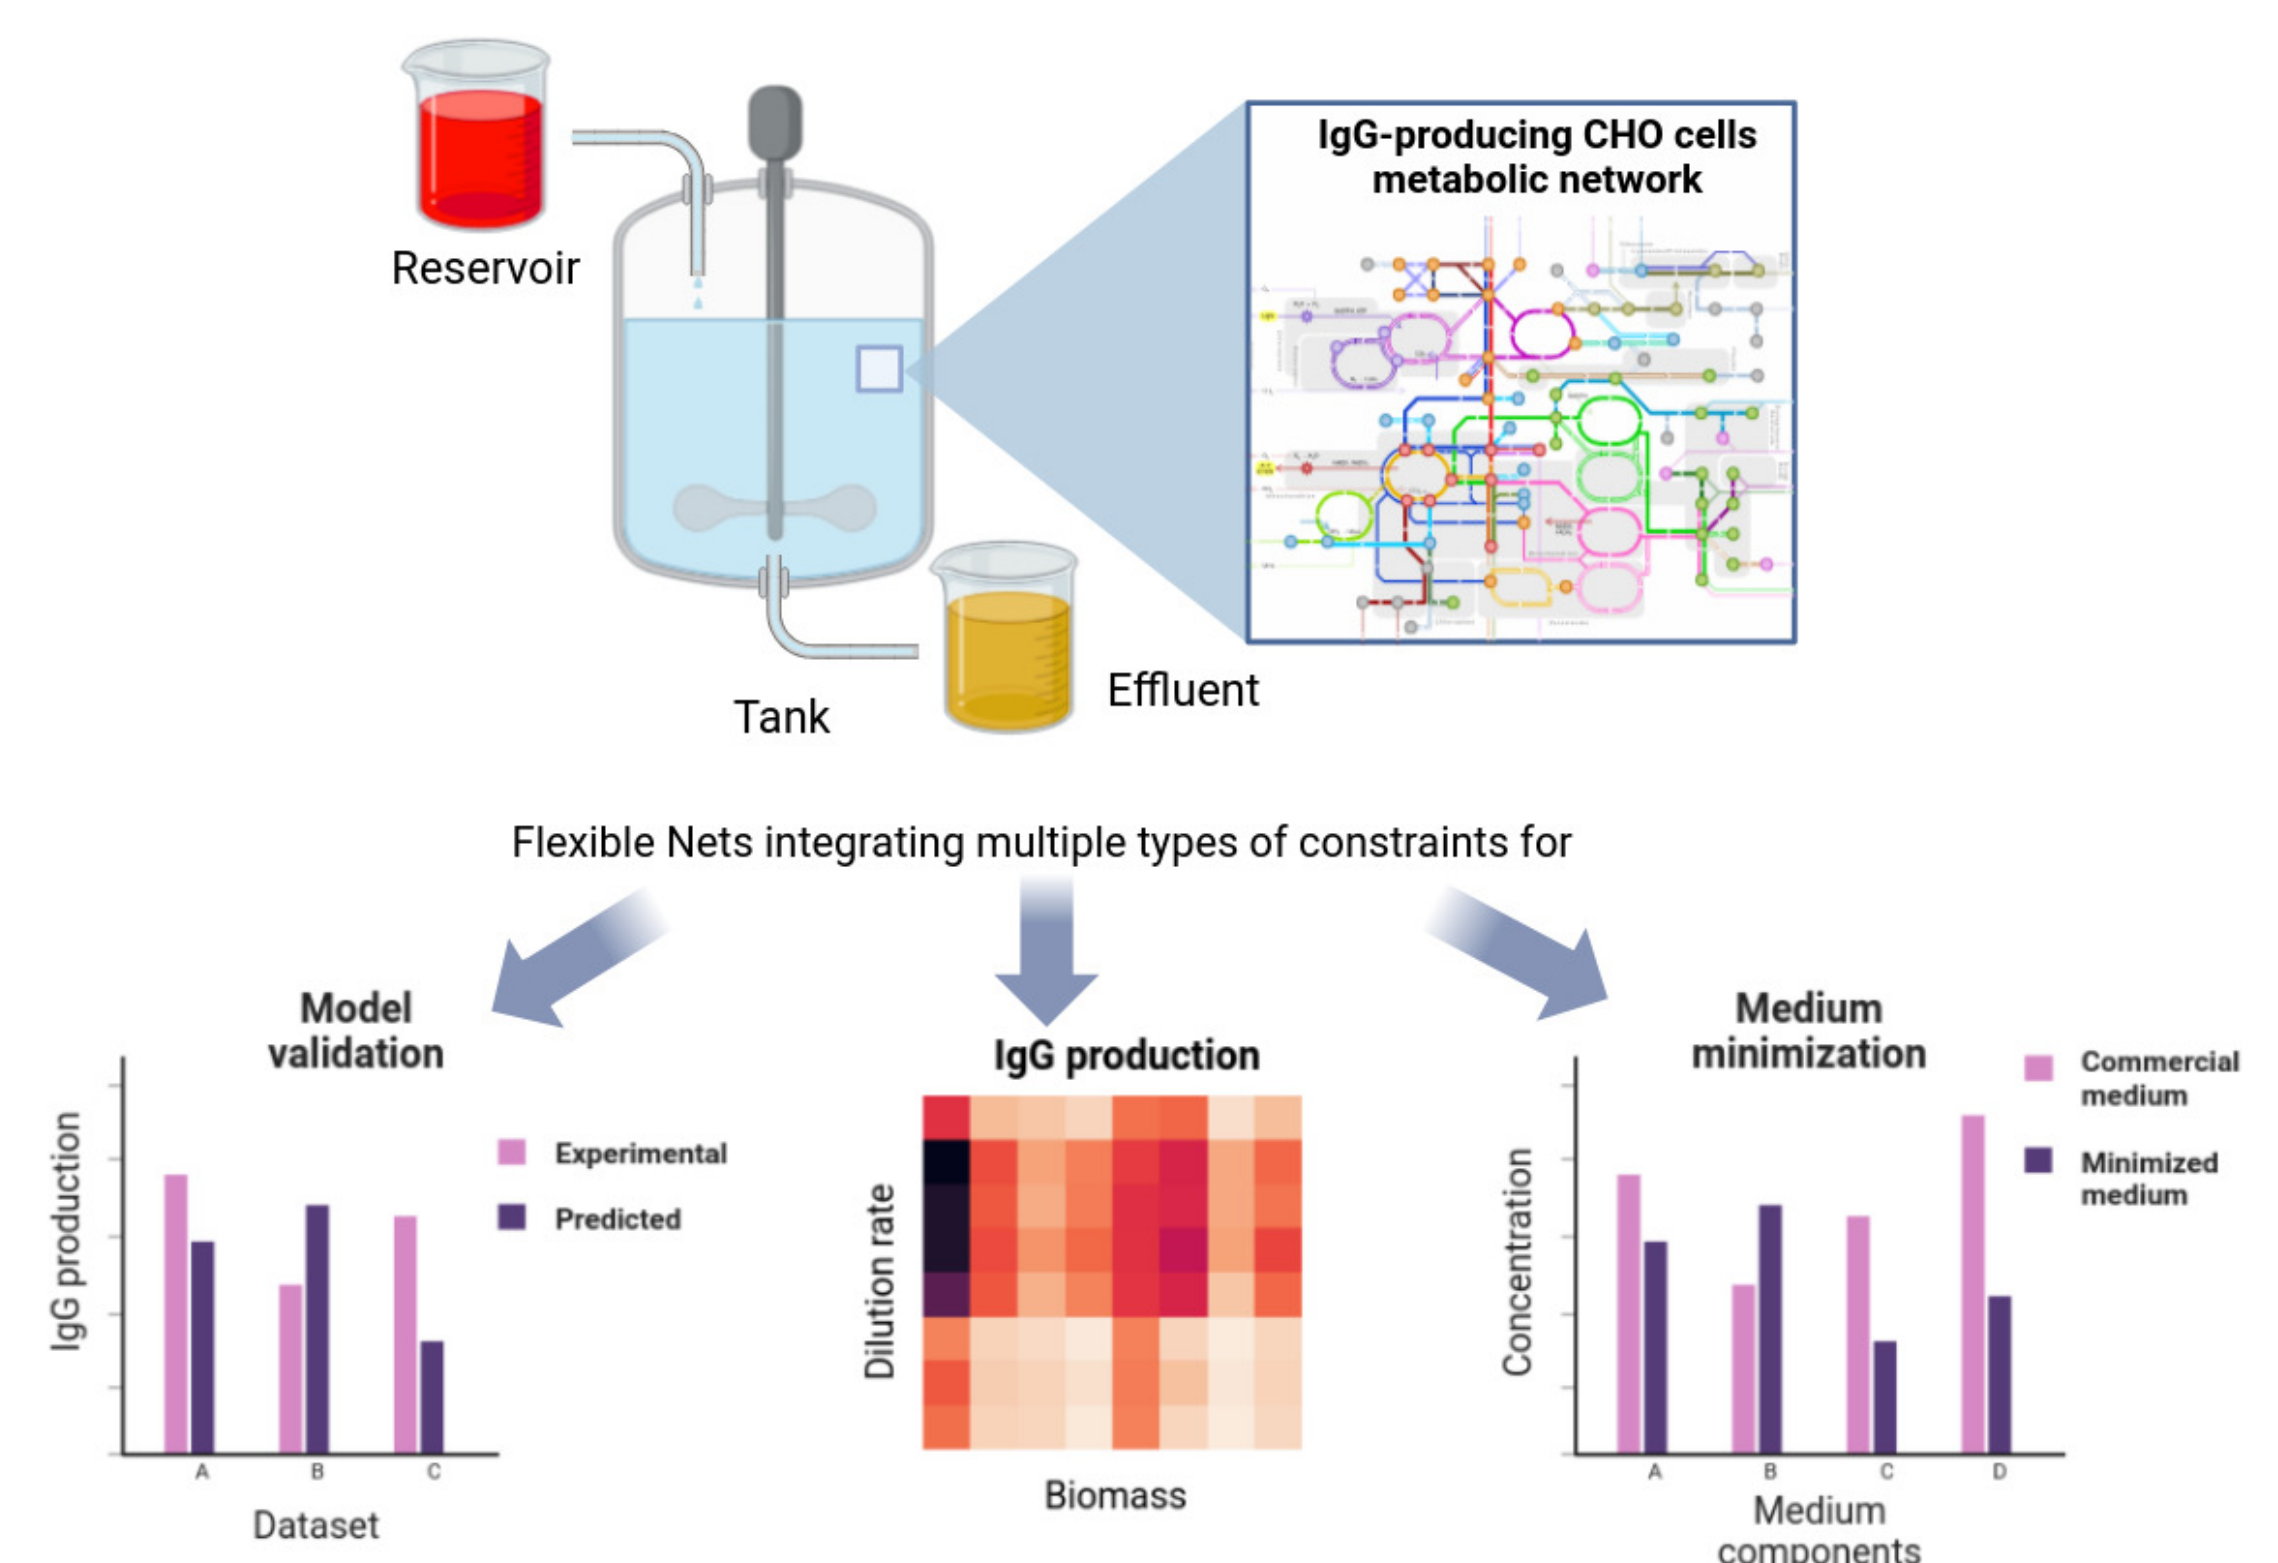 IgG-producing CHO cells
metabolic network
Reservoir
Effluent
Tank
Flexible Nets integrating multiple types of constraints for
Model
validation
IgG production
Experimental
Predicted
A
B
C
Dataset
IgG production
Dilution rate
Biomass
Medium
minimization
Commercial
medium
Minimized
medium
Concentration
A
B
C
D
Medium
components